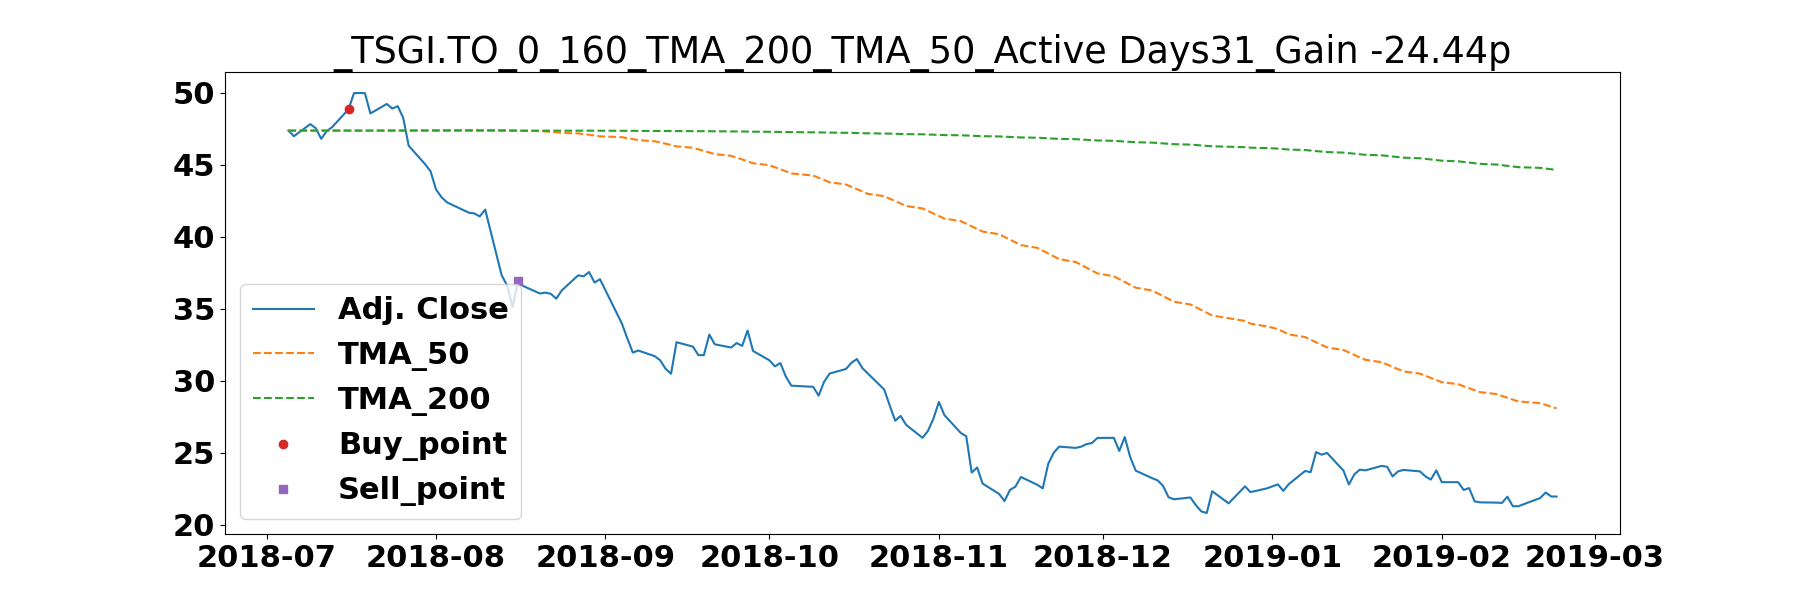 _TSGI.TO_0_160_TMA_200_TMA_50_Active Days31_Gain -24.44p
50
45
40
35
30
25
20
Adj. Close
TMA_50
TMA_200
Buy_point
Sell_point
2018-07 2018-08 2018-09 2018-10 2018-11 2018-12 2019-01 2019-02 2019-03